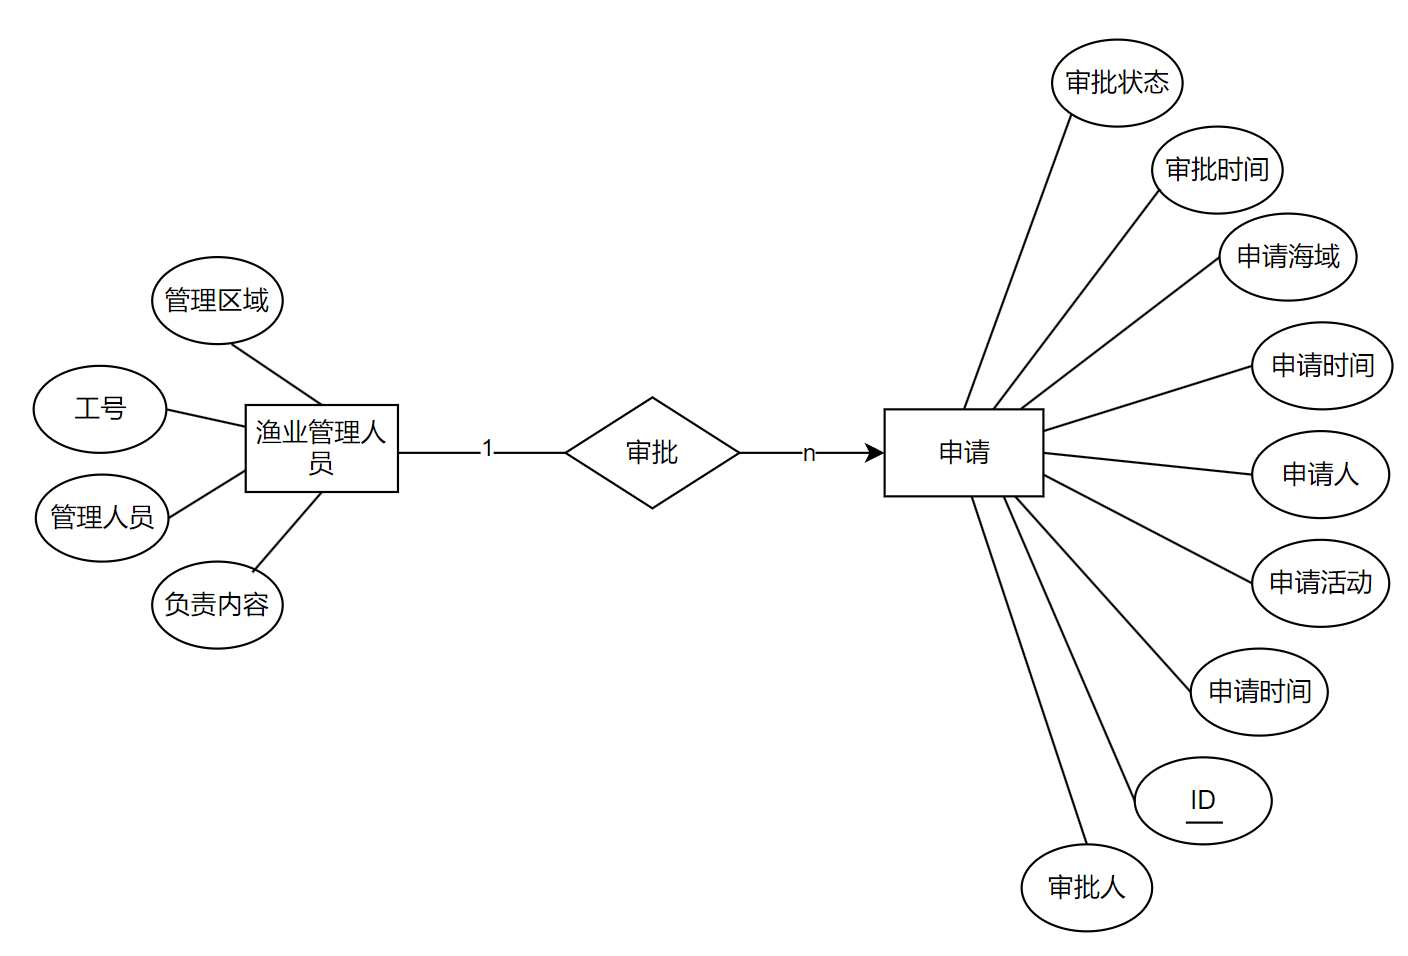 审批状态
审批时间
申请海域
管理区域
申请时间
工号
渔业管理人
员
1
审批
n
申请
申请人
管理人员
申请活动
负责内容
申请时间
ID
审批人